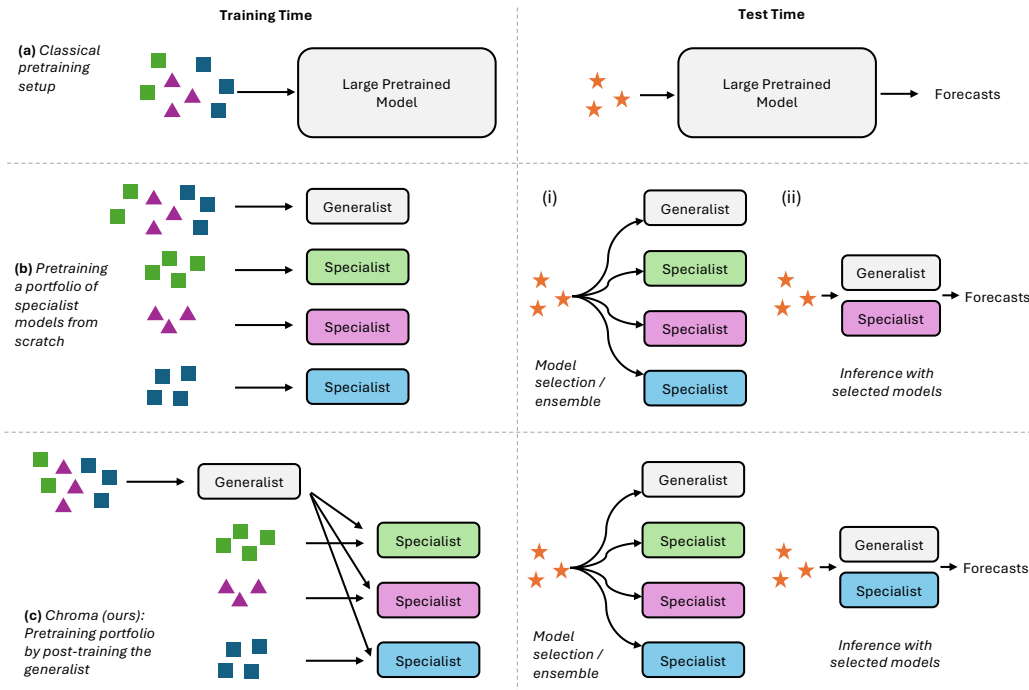 Training Time
Test Time
(a) Classical
pretraining
setup
Large Pretrained
Model
Large Pretrained
Model
Forecasts
(b) Pretraining
a portfolio of
specialist
models from
scratch
Generalist
Specialist
Specialist
Specialist
(i)
Generalist
Specialist
Specialist
Specialist
Model
selection /
ensemble
(ii)
Generalist
Specialist
Forecasts
Inference with
selected models
(c) Chroma (ours):
Pretraining portfolio
by post-training the
generalist
Generalist
Specialist
Specialist
Specialist
Generalist
Specialist
Specialist
Specialist
Model
selection /
ensemble
Generalist
Specialist
Forecasts
Inference with
selected models